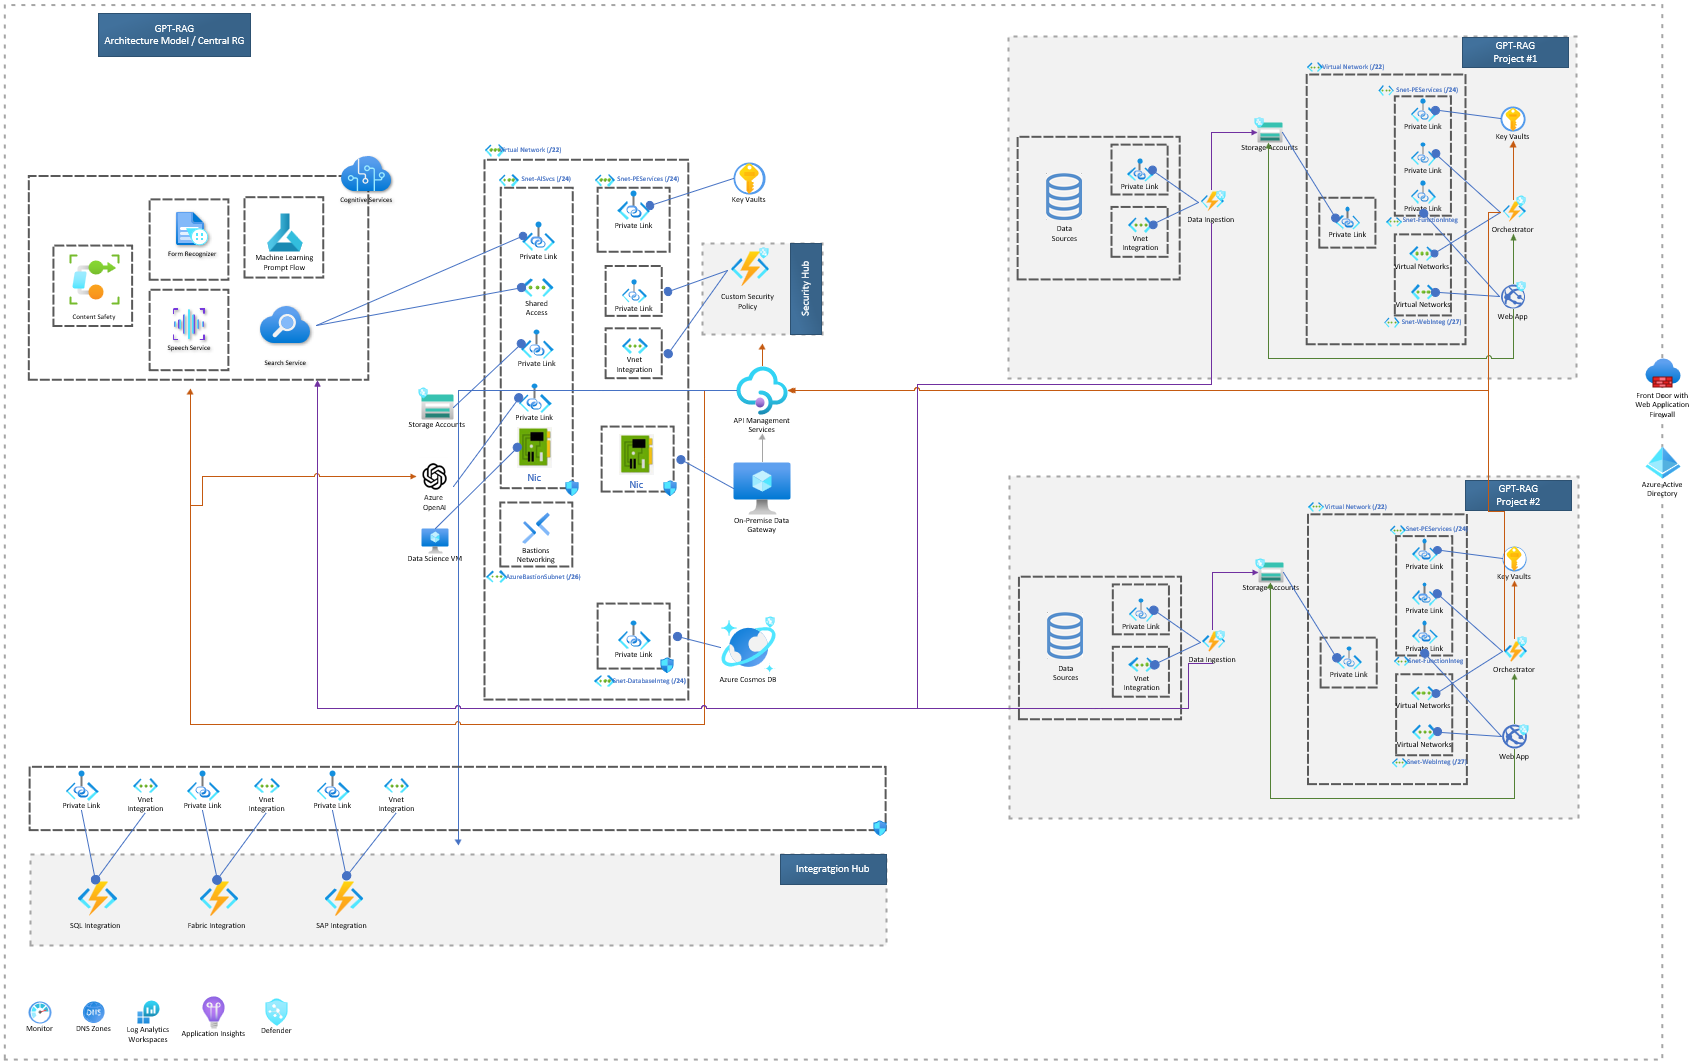 GPT-RAG
Architecture Model / Central RG
Cognitive Services
Form Recognizer
Machine Learning
Prompt Flow
Content Safety
Speech Service
Search Service
Virtual Network (/22)
Snet-AISvcs (/24)
Snet-PEServices (/24)
Private Link
Private Link
Shared
Access
Private Link
Private Link
Private Link
Vnet
Integration
Private Link
Nic
Nic
Bastions
Networking
AzureBastionSubnet (/26)
Private Link
Snet-DatabaseInteg (/24)
Key Vaults
Custom Security
Policy
Security Hub
API Management
Services
On-Premise Data
Gateway
Azure Cosmos DB
Storage Accounts
Azure
OpenAI
Data Science VM
GPT-RAG
Project #1
Virtual Network (/22)
Snet-PEServices (/24)
Private Link
Private Link
Private Link
Snet-FunctionInteg
Virtual Networks
Virtual Networks
Snet-WebInteg (/27)
Key Vaults
Orchestrator
Web App
Storage Accounts
Private Link
Private Link
Data
Sources
Vnet
Integration
Data Ingestion
GPT-RAG
Project #2
Virtual Network (/22)
Snet-PEServices (/24
Private Link
Private Link
Private Link
Snet-FunctionInteg
Virtual Networks
Virtual Networks
Snet-WebInteg (/27)
Key Vaults
Orchestrator
Web App
Storage Accounts
Private Link
Private Link
Data
Sources
Vnet
Integration
Data Ingestion
Front Door with
Web Application
Firewall
Azure Active
Directory
Private Link
Vnet
Integration
Private Link
Vnet
Integration
Private Link
Vnet
Integration
Integratgion Hub
SQL Integration
Fabric Integration
SAP Integration
Monitor
DNS
DNS Zones
Log Analytics
Workspaces
Application Insights
Defender